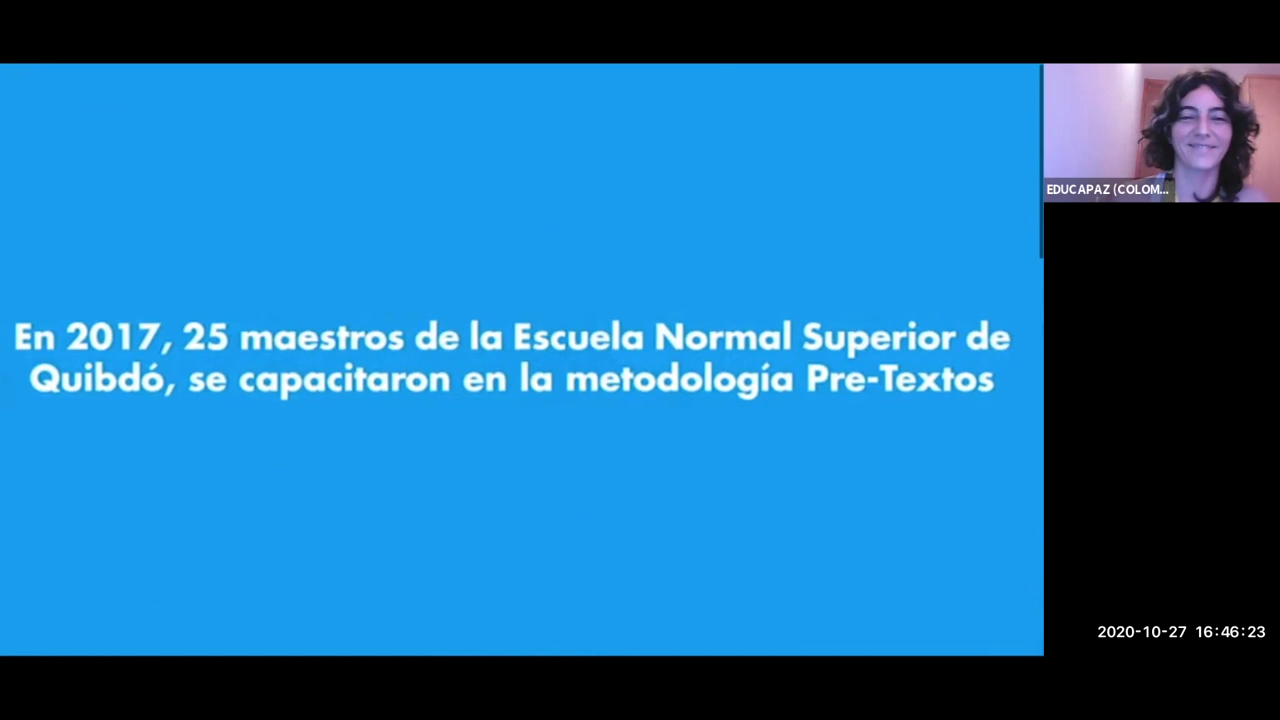 En 2017, 25 maestros de la Escuela Normal Superior de
Quibdó, se capacitaron en la metodología Pre-Textos
EDUCAPAZ (COLOM...
2020-10-27 16:46:23